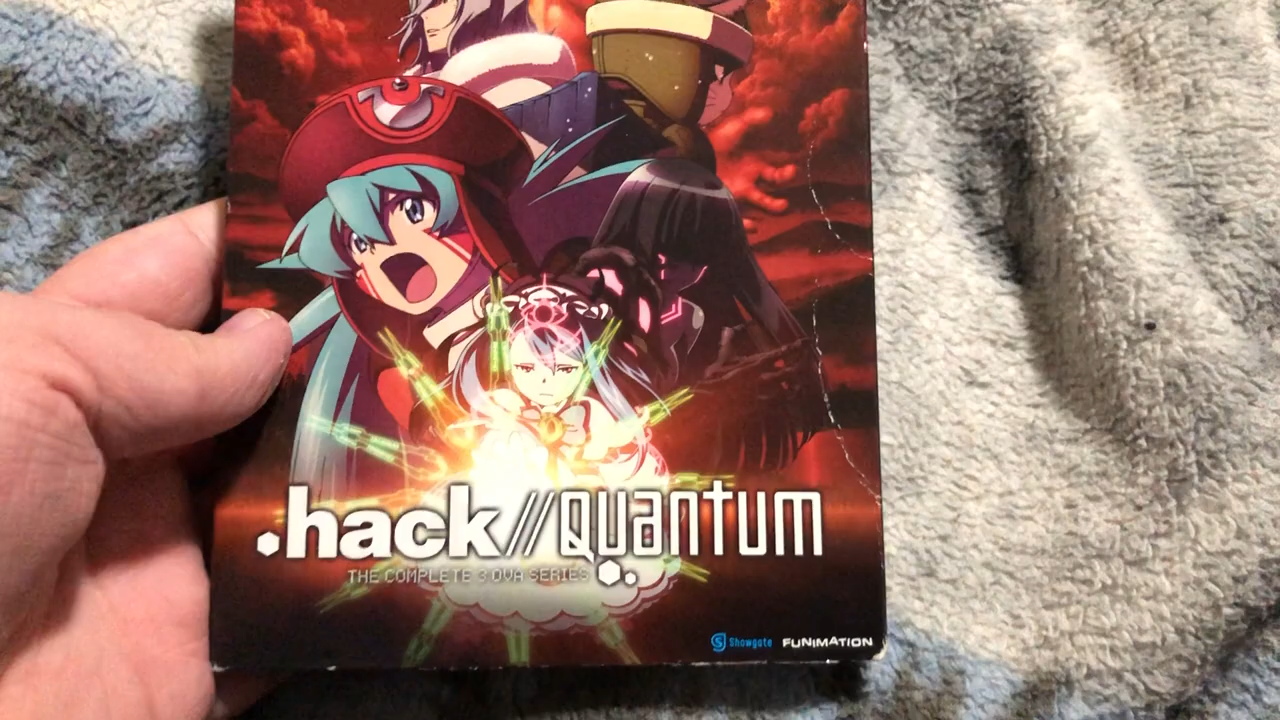 .hack//Quantum
THE COMPLETE 3 OVA SERIES
Showgate FUNIMATION